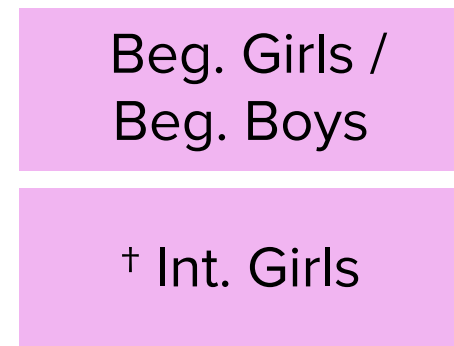 Beg. Girls /
Beg. Boys
† Int. Girls